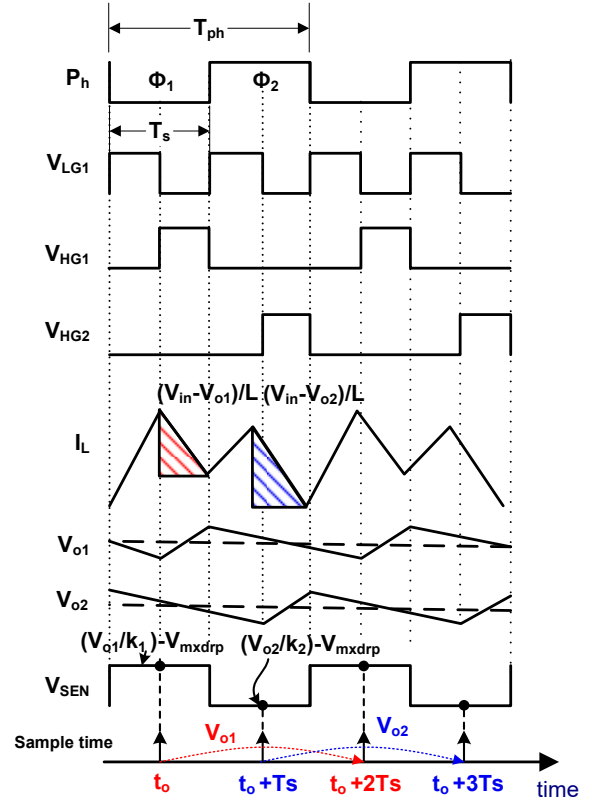 T_ph
P_h Φ_1 Φ_2
T_s
V_LG1
V_HG1
V_HG2
(V_in-V_o1)/L (V_in-V_o2)/L
I_L
V_o1
V_o2
(V_o1/k_1)-V_mxdrp (V_o2/k_2)-V_mxdrp
V_SEN
V_o1 V_o2
Sample time
t_o t_o+Ts t_o+2Ts t_o+3Ts time